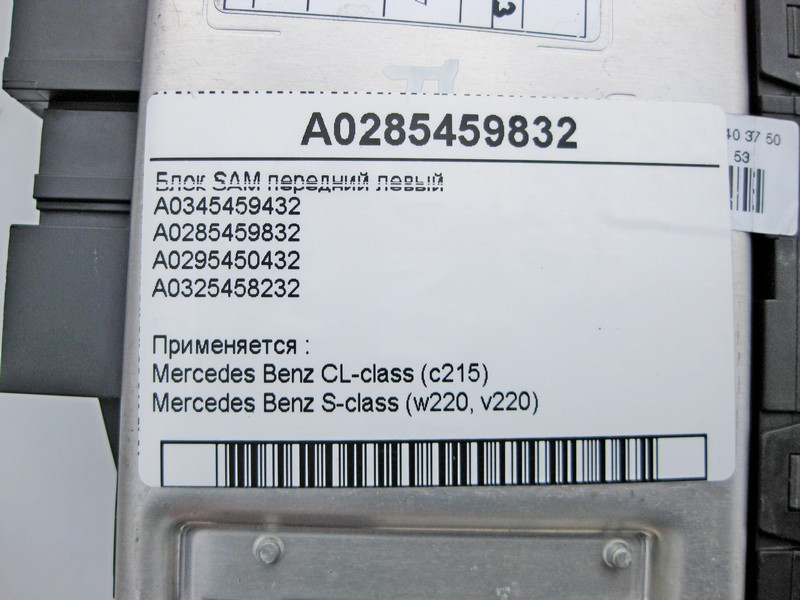 3
A0285459832
Блок SAM передний левый
A0345459432
A0285459832
A0295450432
A0325458232
Применяется :
Mercedes Benz CL-class (c215)
Mercedes Benz S-class (w220, v220)
40 37 50
53